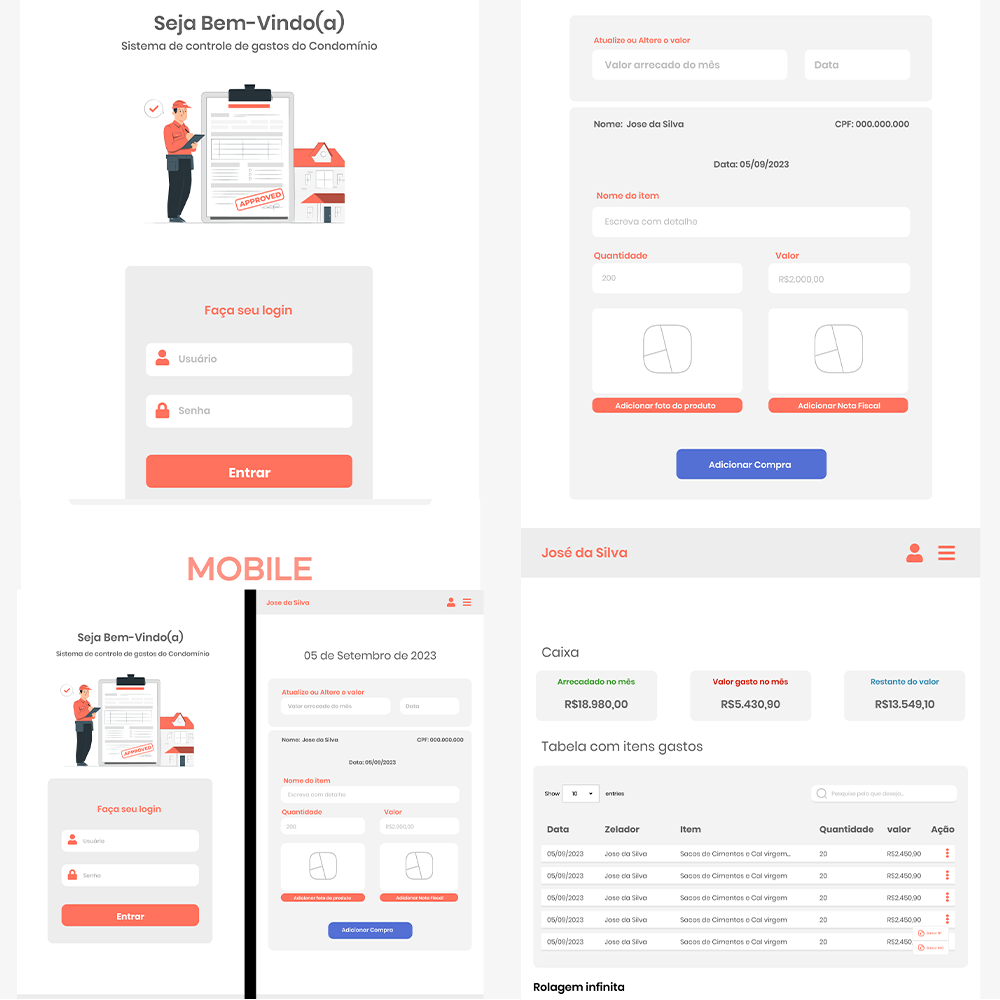 Seja Bem-Vindo(a)
Sistema de controle de gastos do Condomínio
APPROVED
Faça seu login
Usuário
Senha
Entrar
MOBILE
Seja Bem-Vindo(a)
Sistema de controle de gastos do Condomínio
APPROVED
Faça seu login
Usuário
Senha
Entrar
Jose da Silva
05 de Setembro de 2023
Atualize ou Altere o valor
Valor arrecado do mês Data
Nome: Jose da Silva CPF: 000.000.000
Data: 05/09/2023
Nome do item
Escreva com detalho
Quantidade Valor
200 R$2.000,00
Adicionar foto do produto Adicionar Nota Fiscal
Adicionar Compra
Atualize ou Altere o valor
Valor arrecado do mês Data
Nome: Jose da Silva CPF: 000.000.000
Data: 05/09/2023
Nome do item
Escreva com detalho
Quantidade Valor
200 R$2.000,00
Adicionar foto do produto Adicionar Nota Fiscal
Adicionar Compra
José da Silva
Caixa
Arrecadado no mês Valor gasto no mês Restante do valor
R$18.980,00 R$5.430,90 R$13.549,10
Tabela com itens gastos
Show 10 entries Pesquise pelo que deseja..
Data Zelador Item Quantidade valor Ação
05/09/2023 Jose da Silva Sacos de Cimentos e Cal virgem... 20 R$2.450,90
05/09/2023 Jose da Silva Sacos de Cimentos e Cal virgem 20 R$2.450,90
05/09/2023 Jose da Silva Sacos de Cimentos e Cal virgem 20 R$2.450,90
05/09/2023 Jose da Silva Sacos de Cimentos e Cal virgem 20 R$2.450,90
05/09/2023 Jose da Silva Sacos de Cimentos e Cal virgem 20 R$2.450
Rolagem infinita